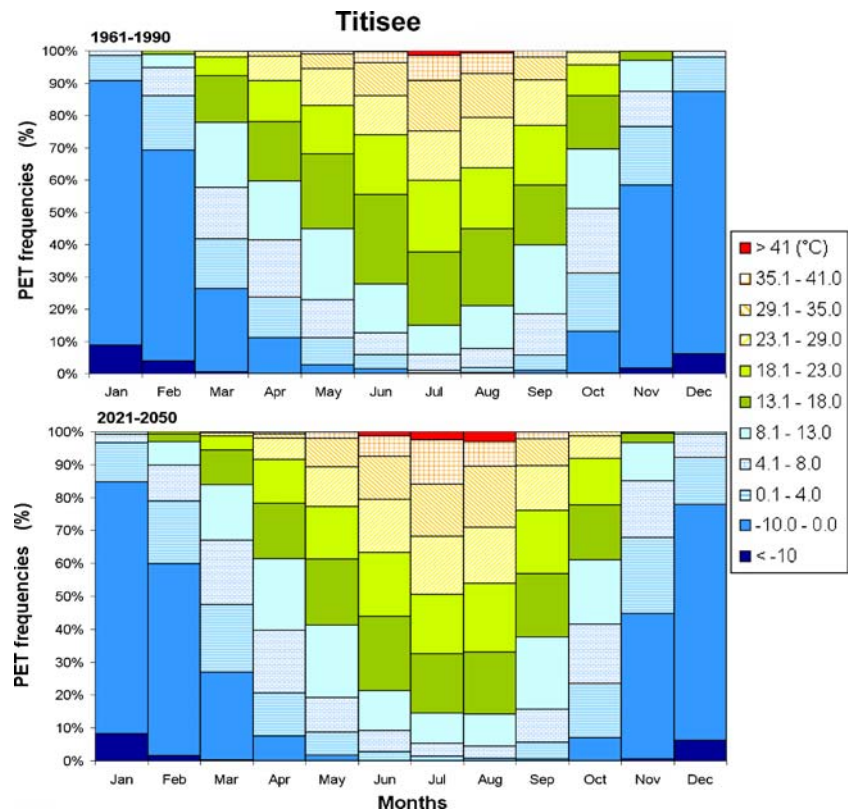 Titisee
1961-1990
100%
90%
80%
70%
60%
50%
40%
30%
20%
10%
0%
PET frequencies (%)
Jan Feb Mar Apr May Jun Jul Aug Sep Oct Nov Dec
> 41 (°C)
35.1 - 41.0
29.1 - 35.0
23.1 - 29.0
18.1 - 23.0
13.1 - 18.0
8.1 - 13.0
4.1 - 8.0
0.1 - 4.0
-10.0 - 0.0
< -10
2021-2050
100%
90%
80%
70%
60%
50%
40%
30%
20%
10%
0%
PET frequencies (%)
Jan Feb Mar Apr May Jun Jul Aug Sep Oct Nov Dec
Months